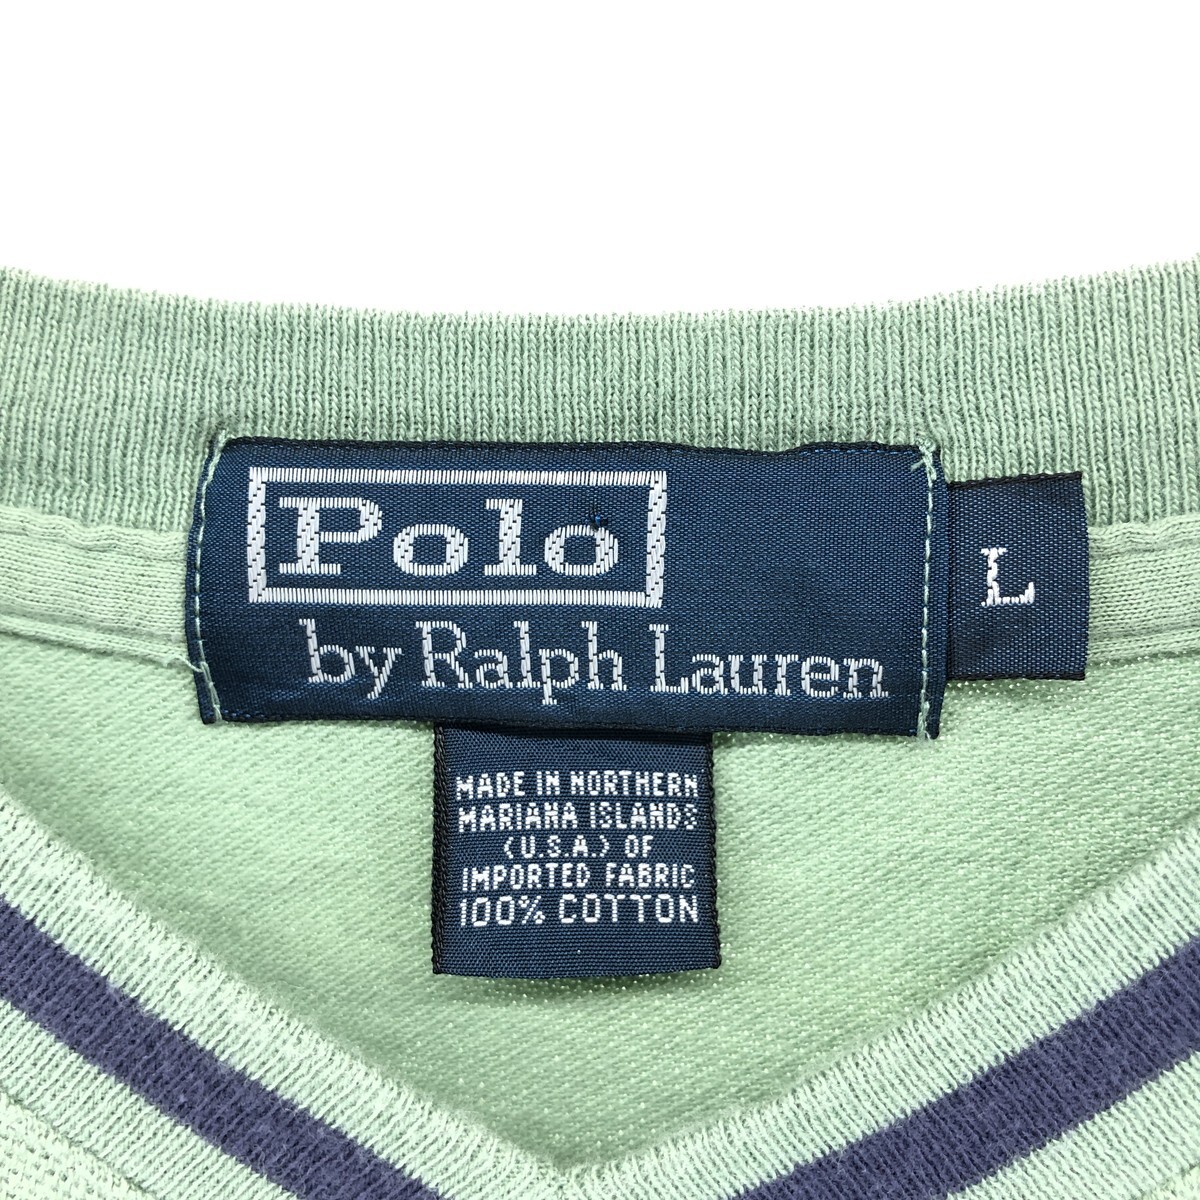 Polo
by Ralph Lauren
L
MADE IN NORTHERN
MARIANA ISLANDS
(U.S.A.) OF
IMPORTED FABRIC
100% COTTON